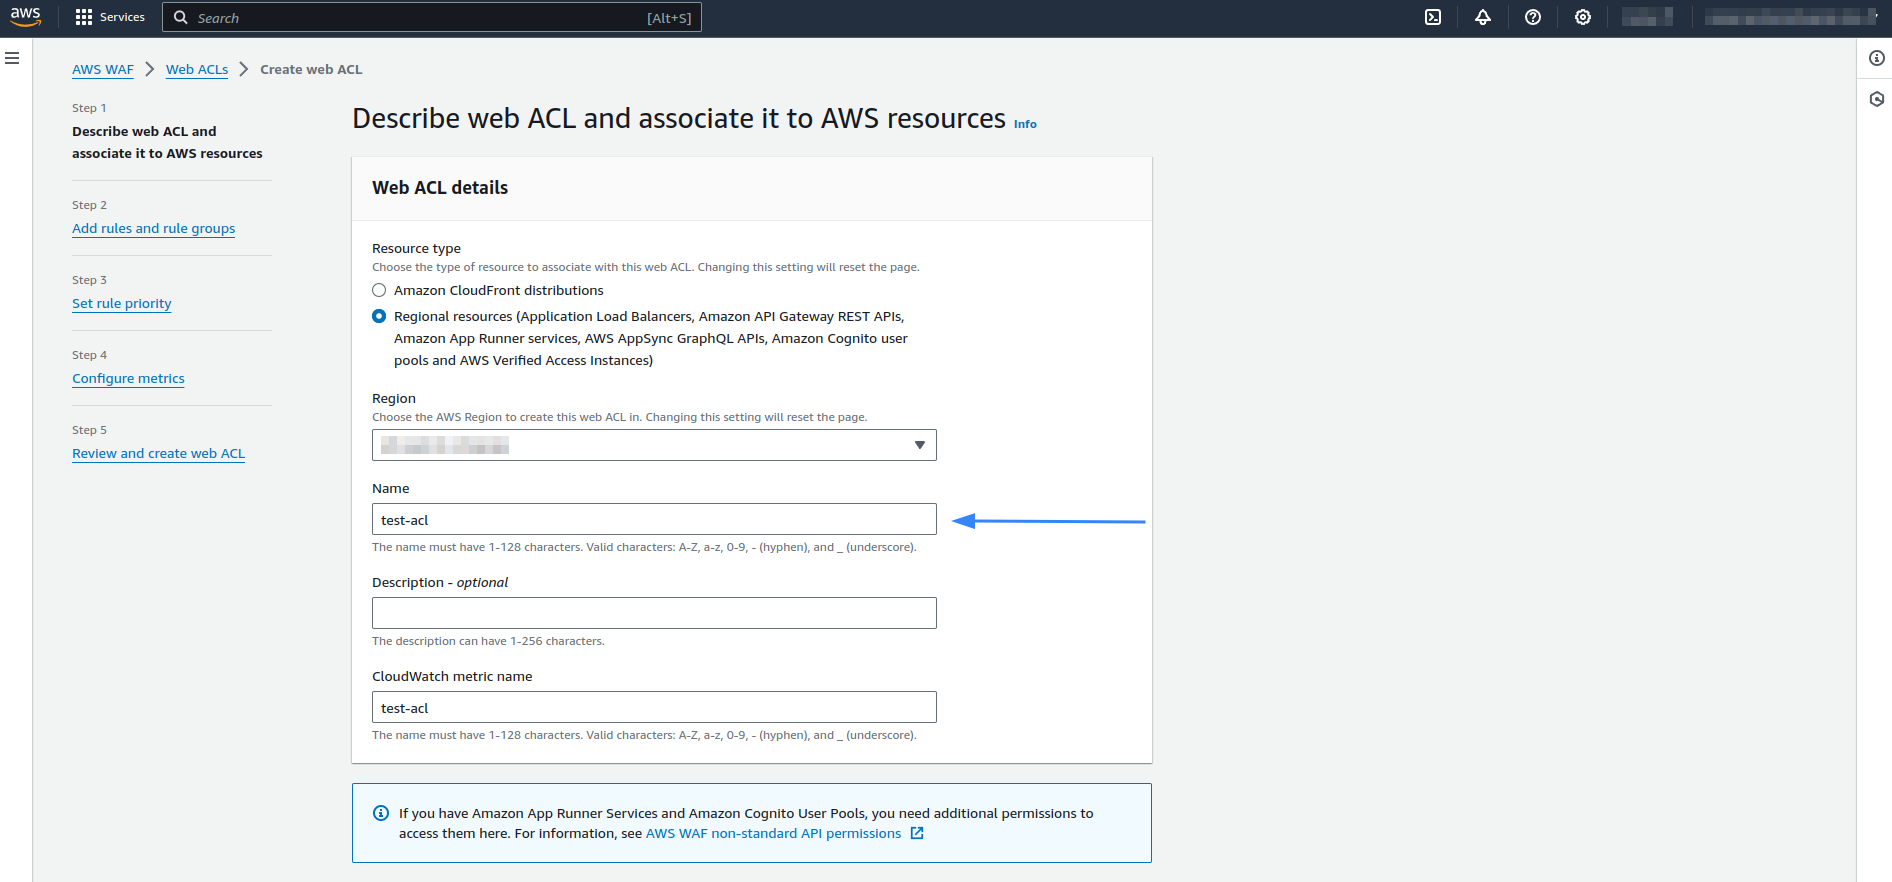 aws Services Search [Alt+S]
AWS WAF > Web ACLs > Create web ACL
Step 1
Describe web ACL and
associate it to AWS resources
Step 2
Add rules and rule groups
Step 3
Set rule priority
Step 4
Configure metrics
Step 5
Review and create web ACL
Describe web ACL and associate it to AWS resources Info
Web ACL details
Resource type
Choose the type of resource to associate with this web ACL. Changing this setting will reset the page.
Amazon CloudFront distributions
Regional resources (Application Load Balancers, Amazon API Gateway REST APIs,
Amazon App Runner services, AWS AppSync GraphQL APIs, Amazon Cognito user
pools and AWS Verified Access Instances)
Region
Choose the AWS Region to create this web ACL in. Changing this setting will reset the page.
Name
test-acl
The name must have 1-128 characters. Valid characters: A-Z, a-z, 0-9, - (hyphen), and _ (underscore).
Description - optional
The description can have 1-256 characters.
CloudWatch metric name
test-acl
The name must have 1-128 characters. Valid characters: A-Z, a-z, 0-9, - (hyphen), and _ (underscore).
If you have Amazon App Runner Services and Amazon Cognito User Pools, you need additional permissions to
access them here. For information, see AWS WAF non-standard API permissions